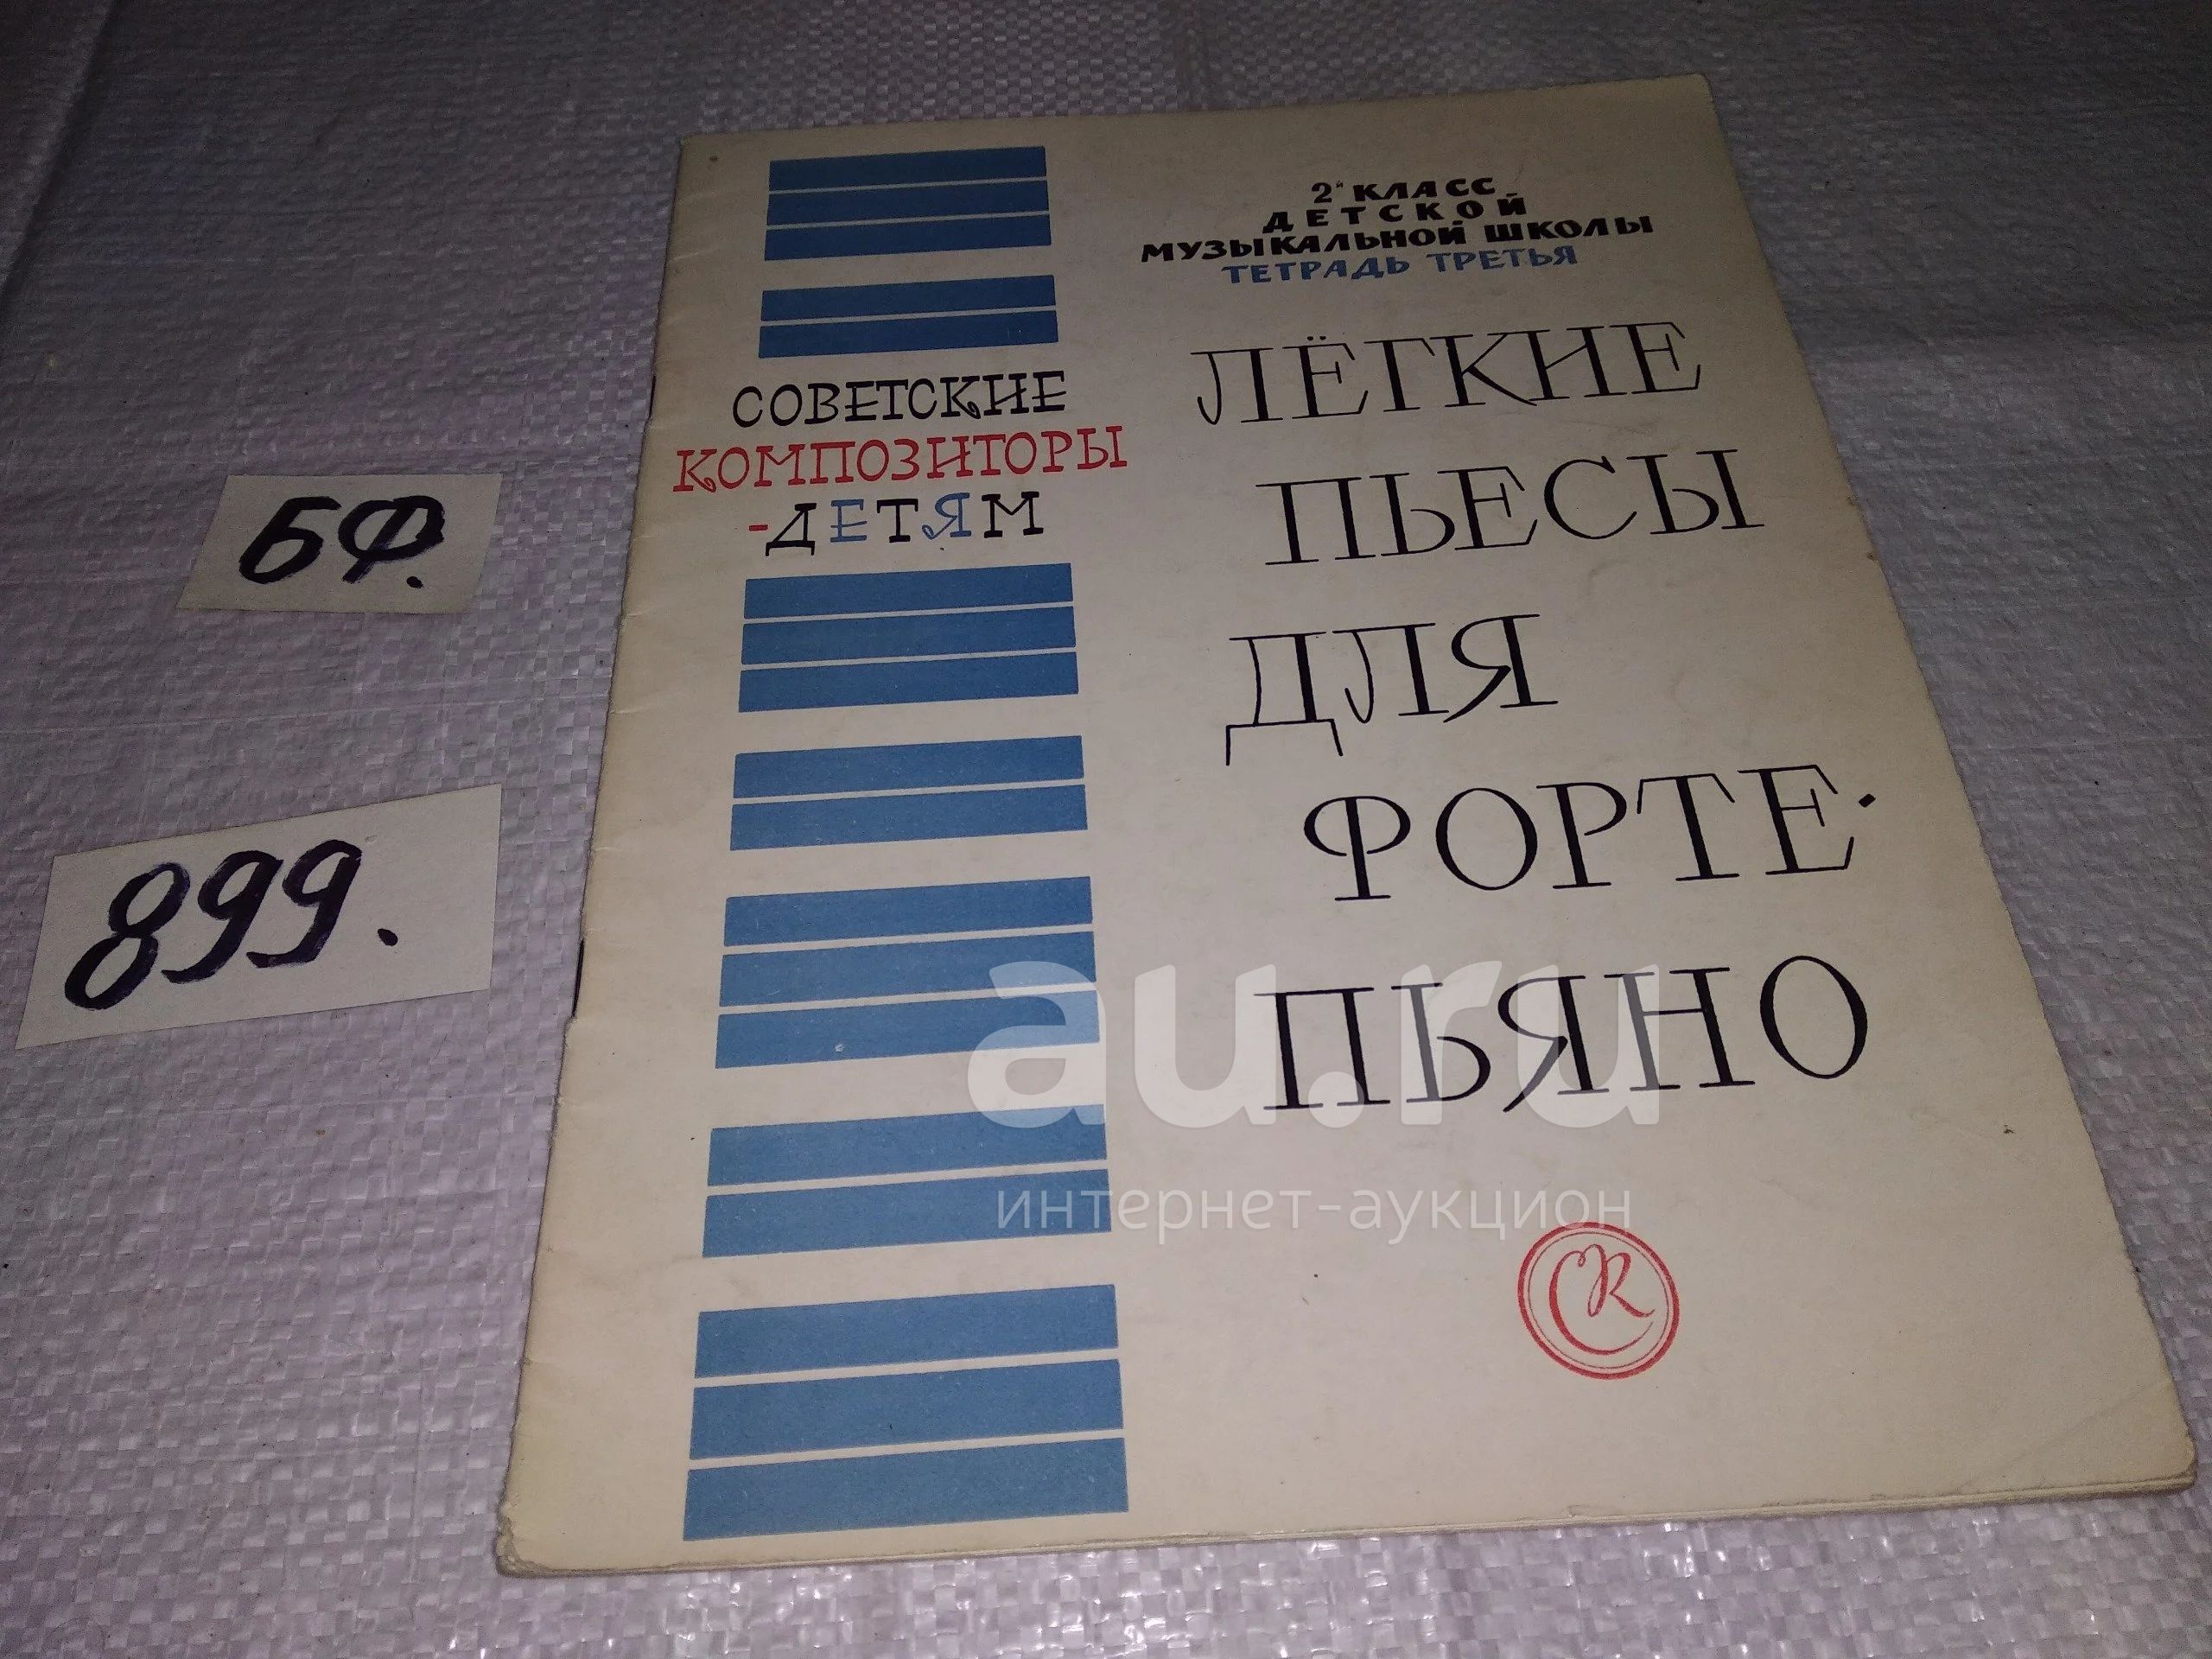 2й КЛАСС
ДЕТСКОЙ
МУЗЫКАЛЬНОЙ ШКОЛЫ
ТЕТРАДЬ ТРЕТЬЯ
СОВЕТСКИЕ
КОМПОЗИТОРЫ
-ДЕТЯМ
ЛЁГКИЕ
ПЬЕСЫ
ДЛЯ
ФОРТЕ-
ПЬЯНО
СК
БФ.
899.
au.ru
интернет-аукцион